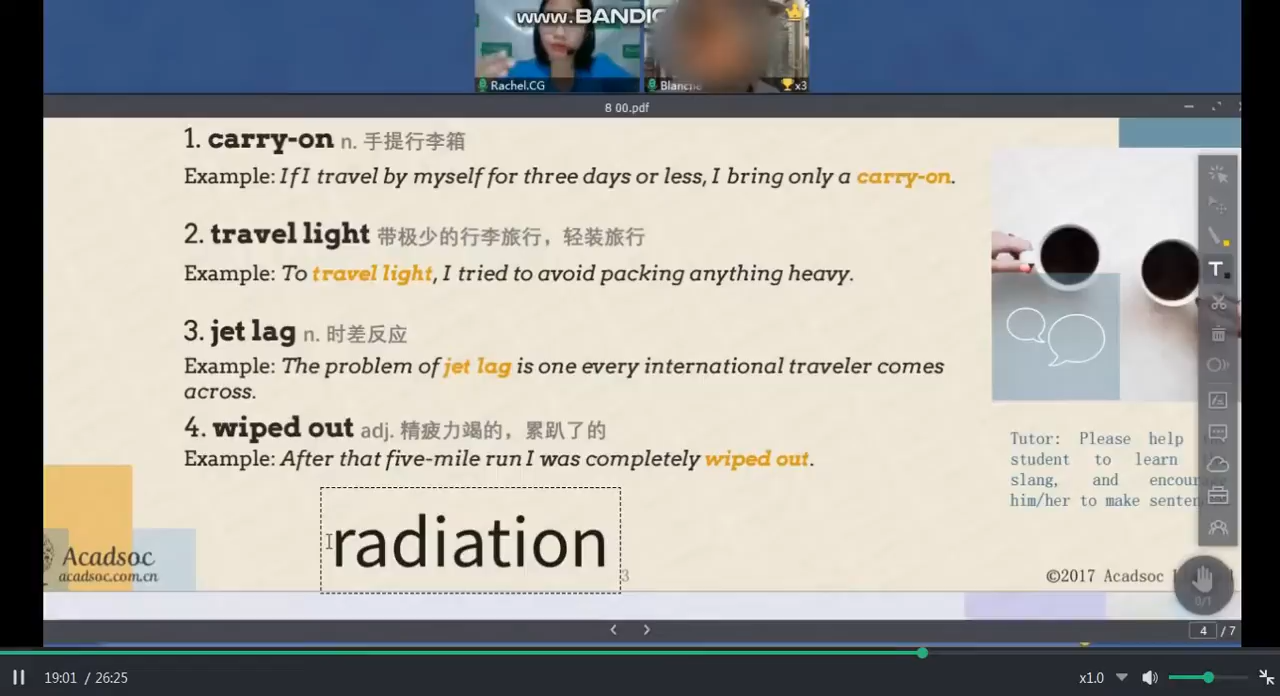 www.BANDIC
Rachel.CG
Blanche
x3
8 00.pdf
1. carry-on n. 手提行李箱
Example: If I travel by myself for three days or less, I bring only a carry-on.
2. travel light 带极少的行李旅行，轻装旅行
Example: To travel light, I tried to avoid packing anything heavy.
3. jet lag n. 时差反应
Example: The problem of jet lag is one every international traveler comes
across.
4. wiped out adj. 精疲力竭的，累趴了的
Example: After that five-mile run I was completely wiped out.
radiation
3
Tutor: Please help
student to learn
slang, and encou
him/her to make senten
Acadsoc
acadsoc.com.cn
©2017 Acadsoc
0/1
4 / 7
19:01 / 26:25
x1.0